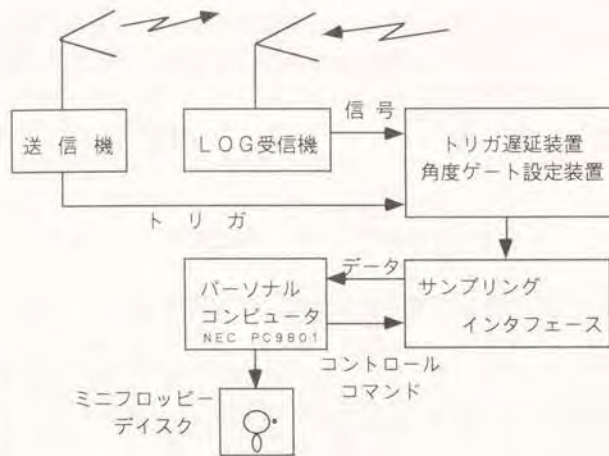 信 号
送 信 機
ＬＯＧ受信機
トリガ遅延装置
角度ゲート設定装置
ト リ ガ
データ
パーソナル
コンピュータ
NEC PC9801
サンプリング
インタフェース
コントロール
コマンド
ミニフロッピー
デイスク